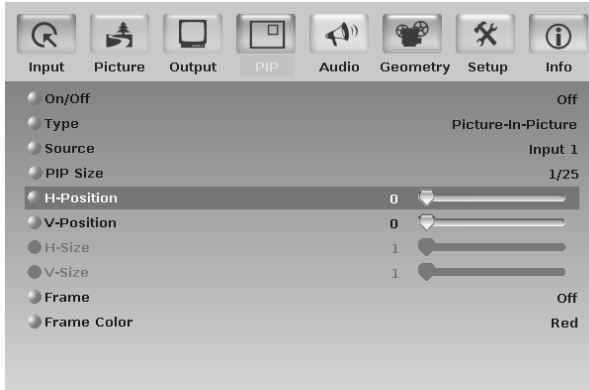 Input Picture Output PIP Audio Geometry Setup Info
On/Off Off
Type Picture-In-Picture
Source Input 1
PIP Size 1/25
H-Position 0
V-Position 0
H-Size 1
V-Size 1
Frame Off
Frame Color Red